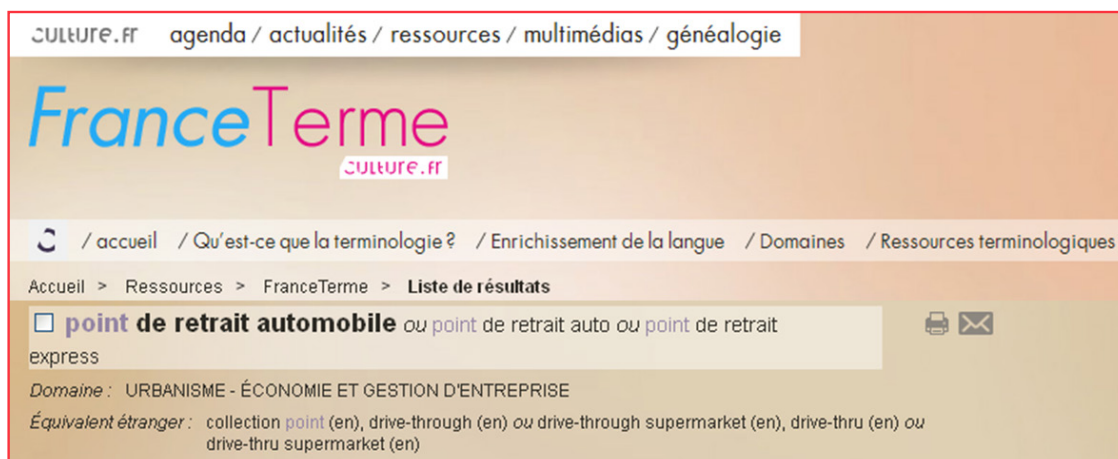 culture.fr agenda / actualités / ressources / multimédias / généalogie
FranceTerme
culture.fr
/ accueil / Qu'est-ce que la terminologie ? / Enrichissement de la langue / Domaines / Ressources terminologiques
Accueil > Ressources > FranceTerme > Liste de résultats
point de retrait automobile ou point de retrait auto ou point de retrait
express
Domaine : URBANISME - ÉCONOMIE ET GESTION D'ENTREPRISE
Équivalent étranger : collection point (en), drive-through (en) ou drive-through supermarket (en), drive-thru (en) ou
drive-thru supermarket (en)